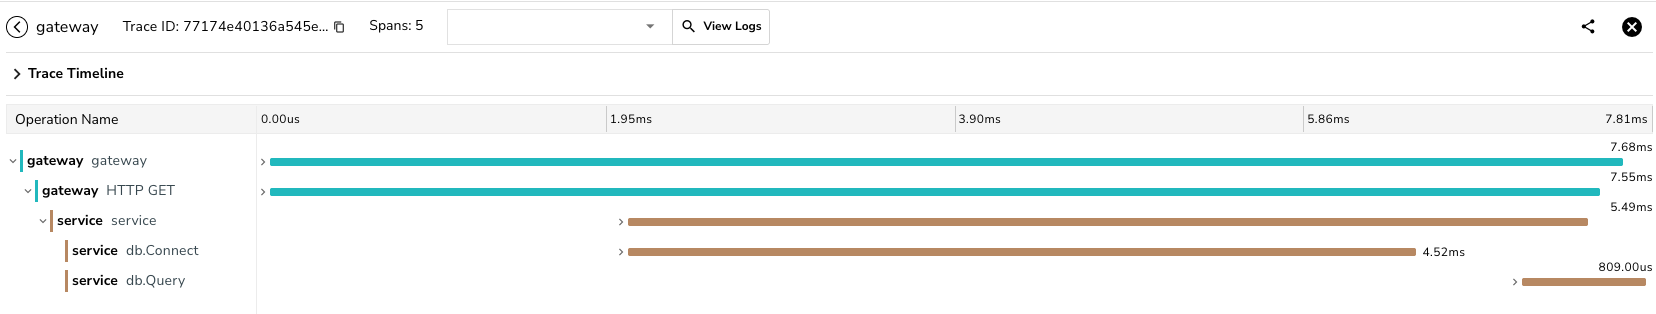 gateway Trace ID: 77174e40136a545e... Spans: 5 View Logs
Trace Timeline
Operation Name 0.00us 1.95ms 3.90ms 5.86ms 7.81ms
gateway gateway 7.68ms
gateway HTTP GET 7.55ms
service service 5.49ms
service db.Connect 4.52ms
service db.Query 809.00us